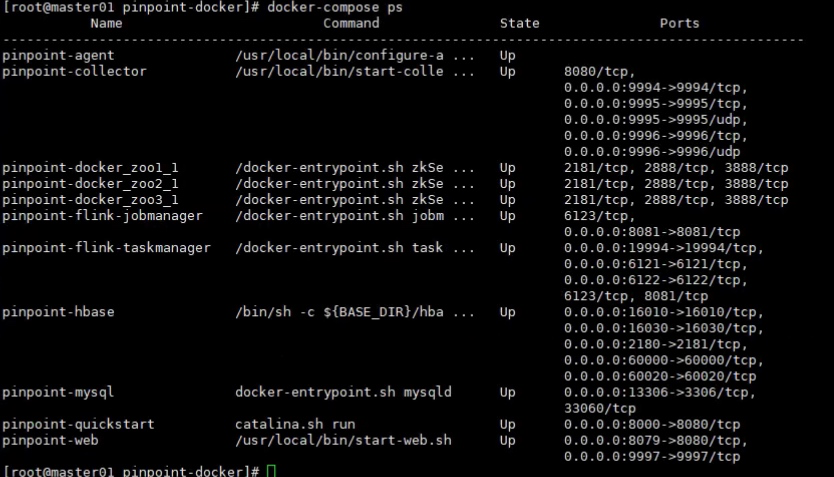 [root@master01 pinpoint-docker]# docker-compose ps
Name Command State Ports
----------------------------------------------------------------------------------------------------
pinpoint-agent /usr/local/bin/configure-a ... Up
pinpoint-collector /usr/local/bin/start-colle ... Up 8080/tcp,
0.0.0.0:9994->9994/tcp,
0.0.0.0:9995->9995/tcp,
0.0.0.0:9995->9995/udp,
0.0.0.0:9996->9996/tcp,
0.0.0.0:9996->9996/udp
pinpoint-docker_zoo1_1 /docker-entrypoint.sh zkSe ... Up 2181/tcp, 2888/tcp, 3888/tcp
pinpoint-docker_zoo2_1 /docker-entrypoint.sh zkSe ... Up 2181/tcp, 2888/tcp, 3888/tcp
pinpoint-docker_zoo3_1 /docker-entrypoint.sh zkSe ... Up 2181/tcp, 2888/tcp, 3888/tcp
pinpoint-flink-jobmanager /docker-entrypoint.sh jobm ... Up 6123/tcp,
0.0.0.0:8081->8081/tcp
pinpoint-flink-taskmanager /docker-entrypoint.sh task ... Up 0.0.0.0:19994->19994/tcp,
0.0.0.0:6121->6121/tcp,
0.0.0.0:6122->6122/tcp,
6123/tcp, 8081/tcp
pinpoint-hbase /bin/sh -c ${BASE_DIR}/hba ... Up 0.0.0.0:16010->16010/tcp,
0.0.0.0:16030->16030/tcp,
0.0.0.0:2180->2181/tcp,
0.0.0.0:60000->60000/tcp,
0.0.0.0:60020->60020/tcp
pinpoint-mysql docker-entrypoint.sh mysqld Up 0.0.0.0:13306->3306/tcp,
33060/tcp
pinpoint-quickstart catalina.sh run Up 0.0.0.0:8000->8080/tcp
pinpoint-web /usr/local/bin/start-web.sh Up 0.0.0.0:8079->8080/tcp,
0.0.0.0:9997->9997/tcp
[root@master01 pinpoint-docker]#